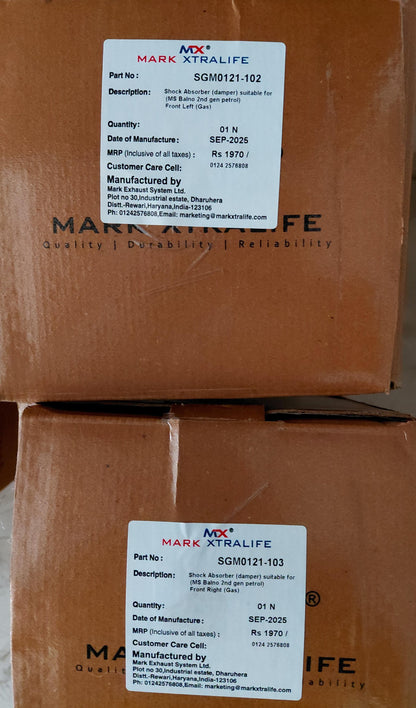 MX®
MARK XTRALIFE
Part No : SGM0121-102
Description: Shock Absorber (damper) suitable for
(MS Balno 2nd gen petrol)
Front Left (Gas)
Quantity: 01 N
Date of Manufacture : SEP-2025
MRP (Inclusive of all taxes) : Rs 1970 /
Customer Care Cell: 0124 2576808
Manufactured by
Mark Exhaust System Ltd.
Plot no 30,Industrial estate, Dharuhera
Distt.-Rewari,Haryana,India-123106
Ph: 01242576808,Email: marketing@markxtralife.com
MARK XTRALIFE
Quality | Durability | Reliability
MX®
MARK XTRALIFE
Part No : SGM0121-103
Description: Shock Absorber (damper) suitable for
(MS Balno 2nd gen petrol)
Front Right (Gas)
®
Quantity: 01 N
Date of Manufacture : SEP-2025
MRP (Inclusive of all taxes) : Rs 1970 /
Customer Care Cell: 0124 2576808
Manufactured by
Mark Exhaust System Ltd.
Plot no 30,Industrial estate, Dharuhera
Distt.-Rewari,Haryana,India-123106
Ph: 01242576808,Email: marketing@markxtralife.com